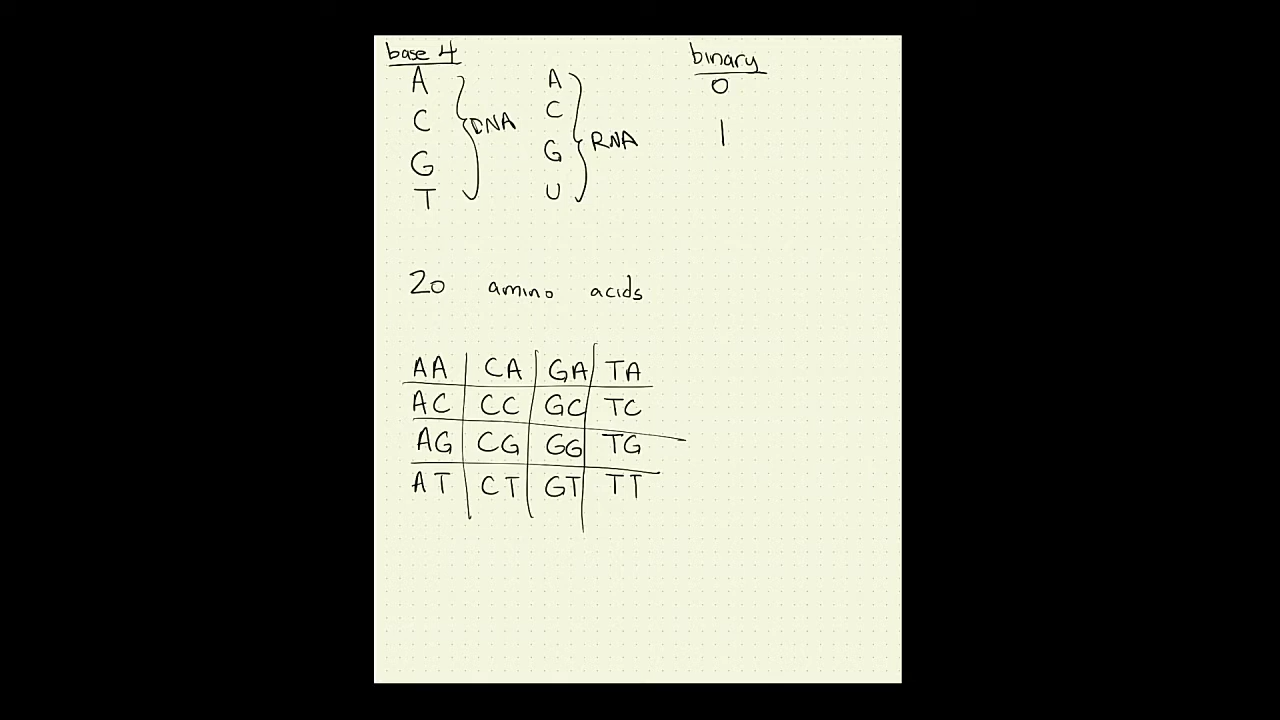 base 4 binary
A A 0
C C 1
DNA RNA
G G
T U
20 amino acids
AA CA GA TA
AC CC GC TC
AG CG GG TG
AT CT GT TT